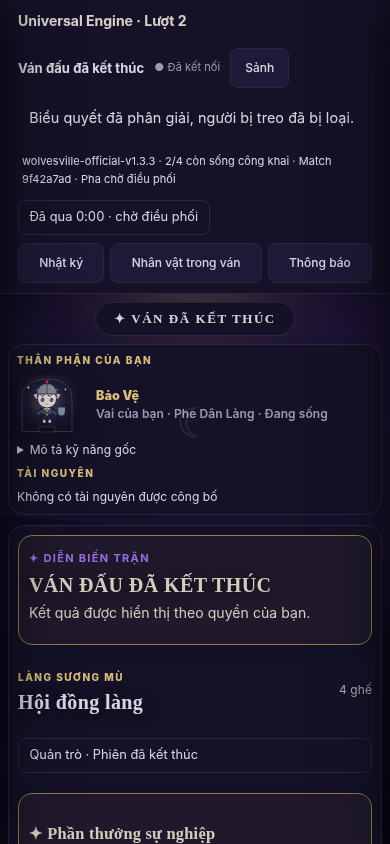 Universal Engine · Lượt 2
Ván đấu đã kết thúc ● Đã kết nối Sảnh
Biểu quyết đã phân giải, người bị treo đã bị loại.
wolvesville-official-v1.3.3 · 2/4 còn sống công khai · Match
9f42a7ad · Pha chờ điều phối
Đã qua 0:00 · chờ điều phối
Nhật ký Nhân vật trong ván Thông báo
✦ VÁN ĐÃ KẾT THÚC
THÂN PHẬN CỦA BẠN
Bảo Vệ
Vai của bạn · Phe Dân Làng · Đang sống
▶ Mô tả kỹ năng gốc
TÀI NGUYÊN
Không có tài nguyên được công bố
✦ DIỄN BIẾN TRẬN
VÁN ĐẤU ĐÃ KẾT THÚC
Kết quả được hiển thị theo quyền của bạn.
LÀNG SƯƠNG MÙ
Hội đồng làng 4 ghế
Quản trò · Phiên đã kết thúc
✦ Phần thưởng sự nghiệp